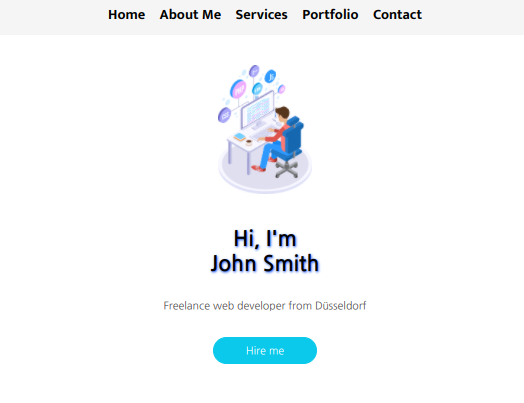 Home About Me Services Portfolio Contact
Hi, I'm
John Smith
Freelance web developer from Düsseldorf
Hire me